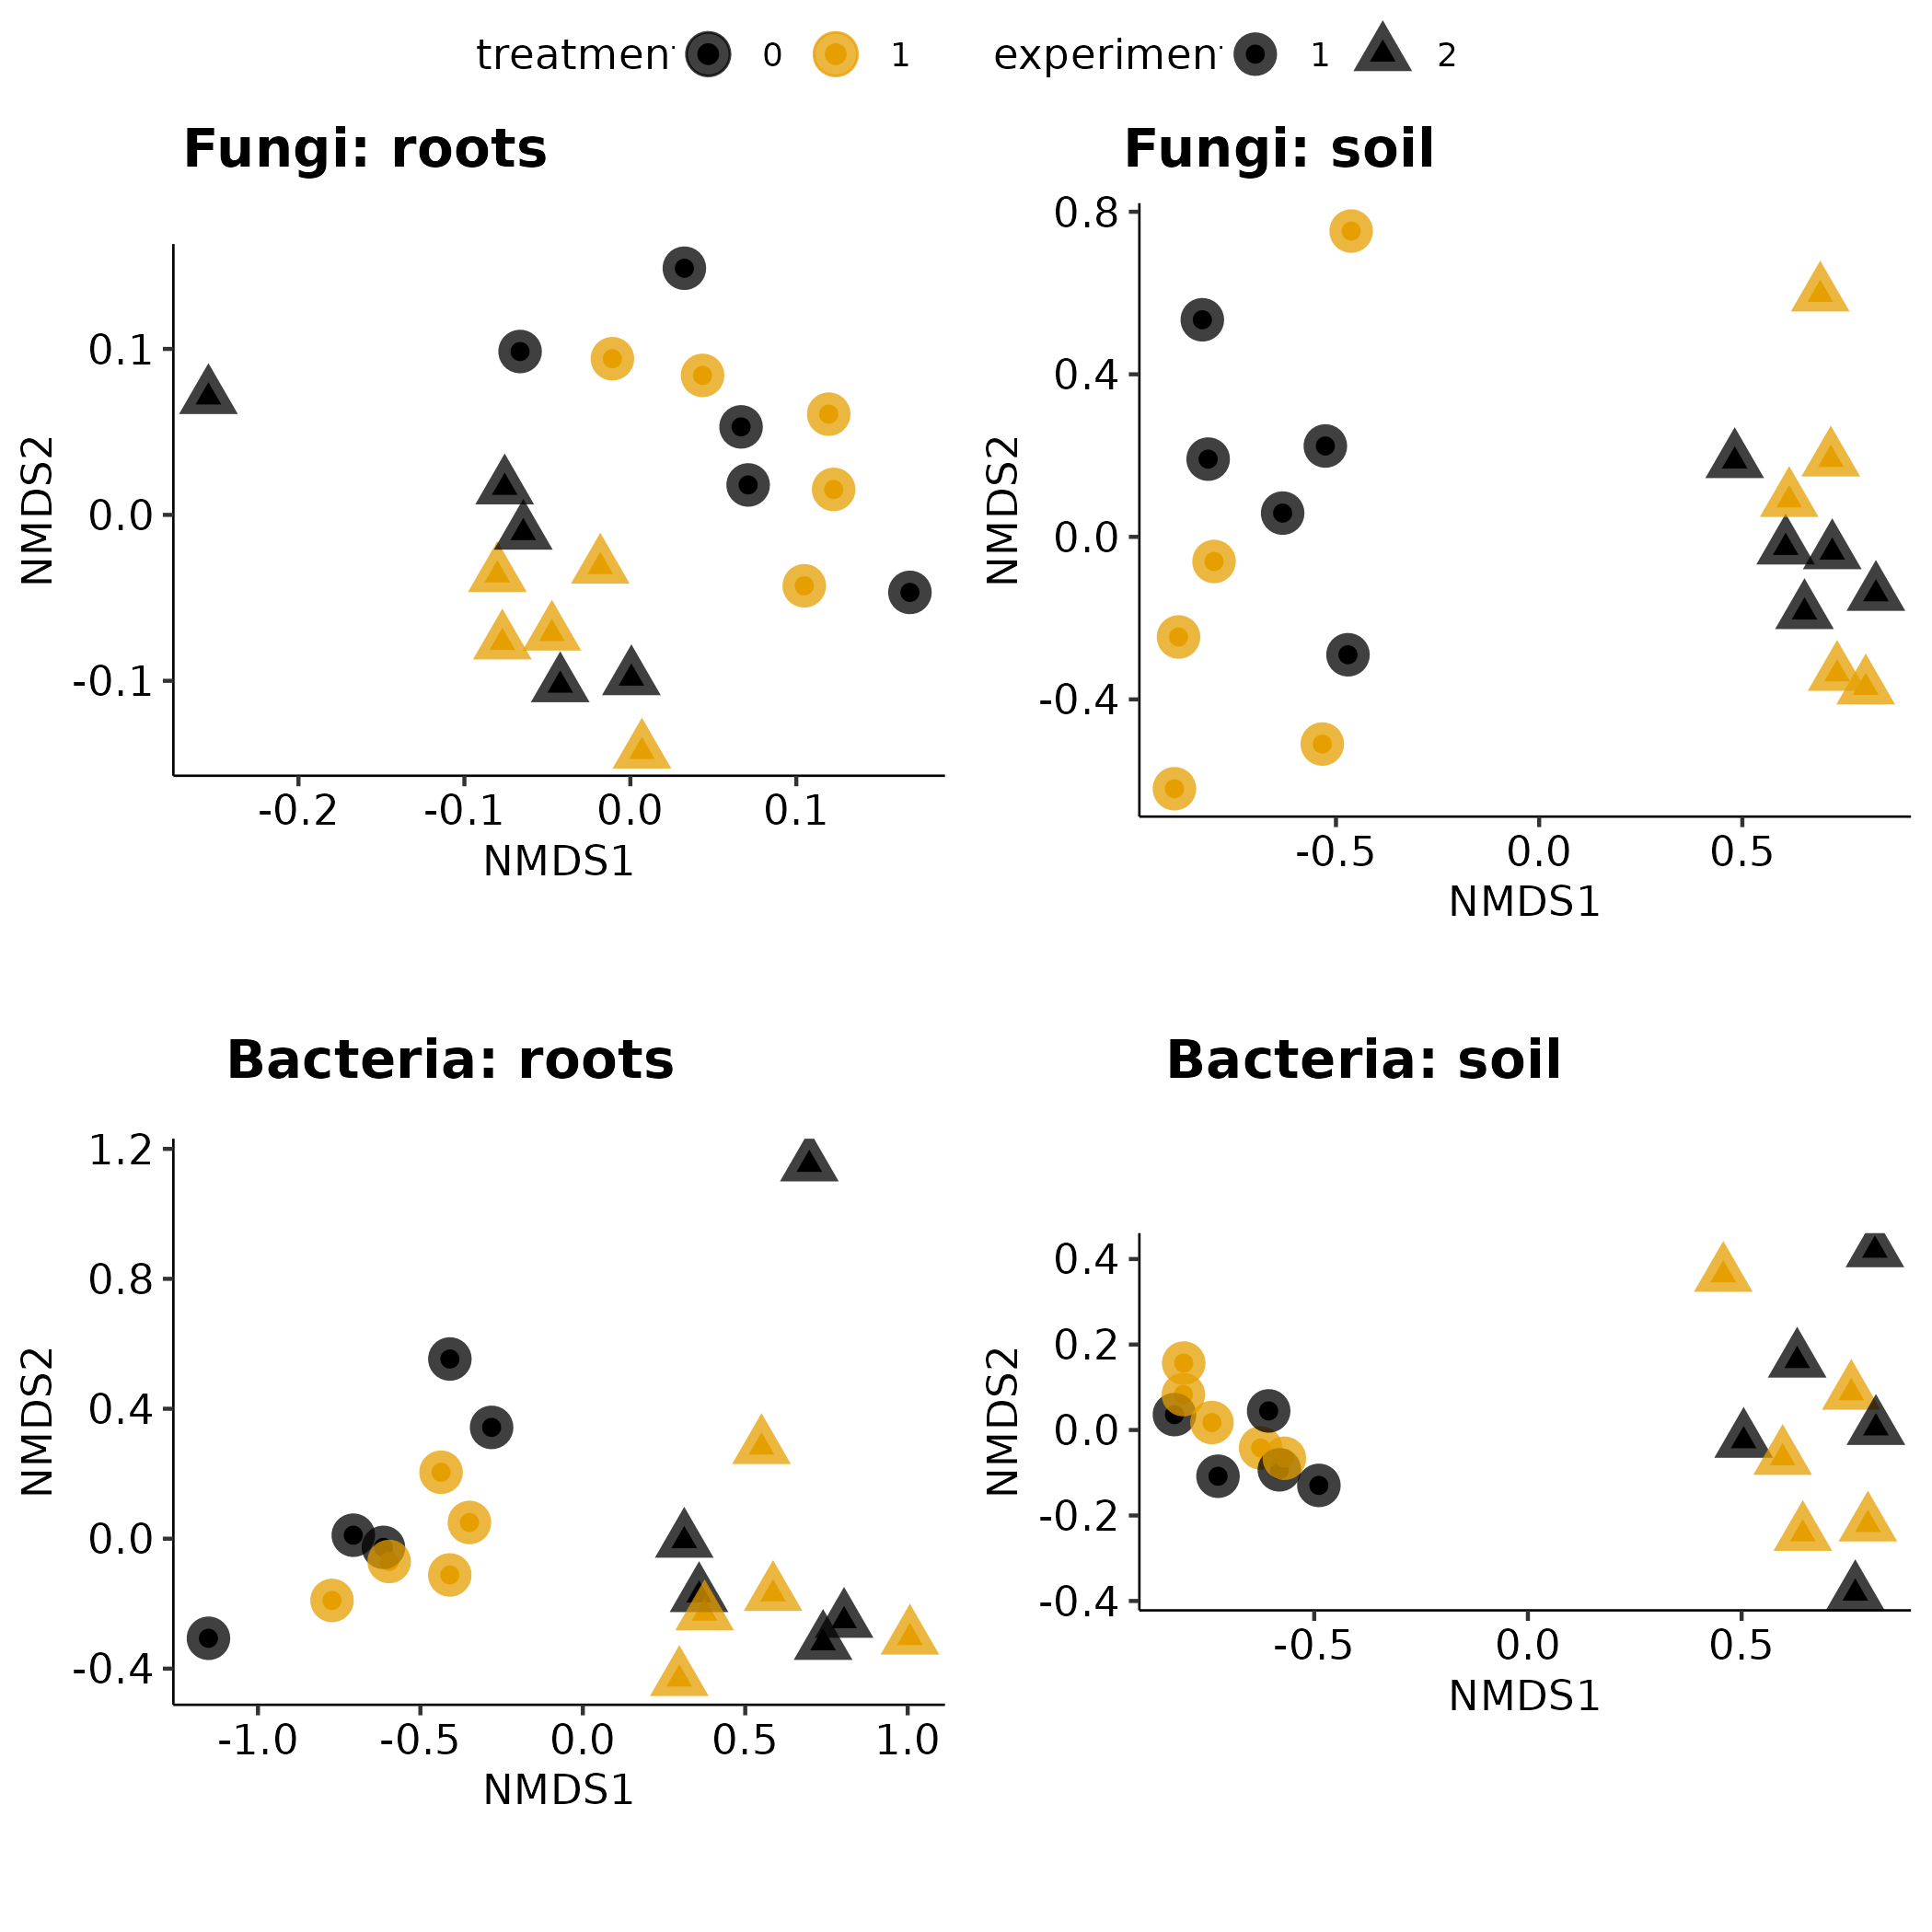 treatment 0 1 experiment 1 2
Fungi: roots
Fungi: soil
NMDS2
0.1
0.0
-0.1
-0.2 -0.1 0.0 0.1
NMDS1
NMDS2
0.8
0.4
0.0
-0.4
-0.5 0.0 0.5
NMDS1
Bacteria: roots
Bacteria: soil
NMDS2
1.2
0.8
0.4
0.0
-0.4
-1.0 -0.5 0.0 0.5 1.0
NMDS1
NMDS2
0.4
0.2
0.0
-0.2
-0.4
-0.5 0.0 0.5
NMDS1